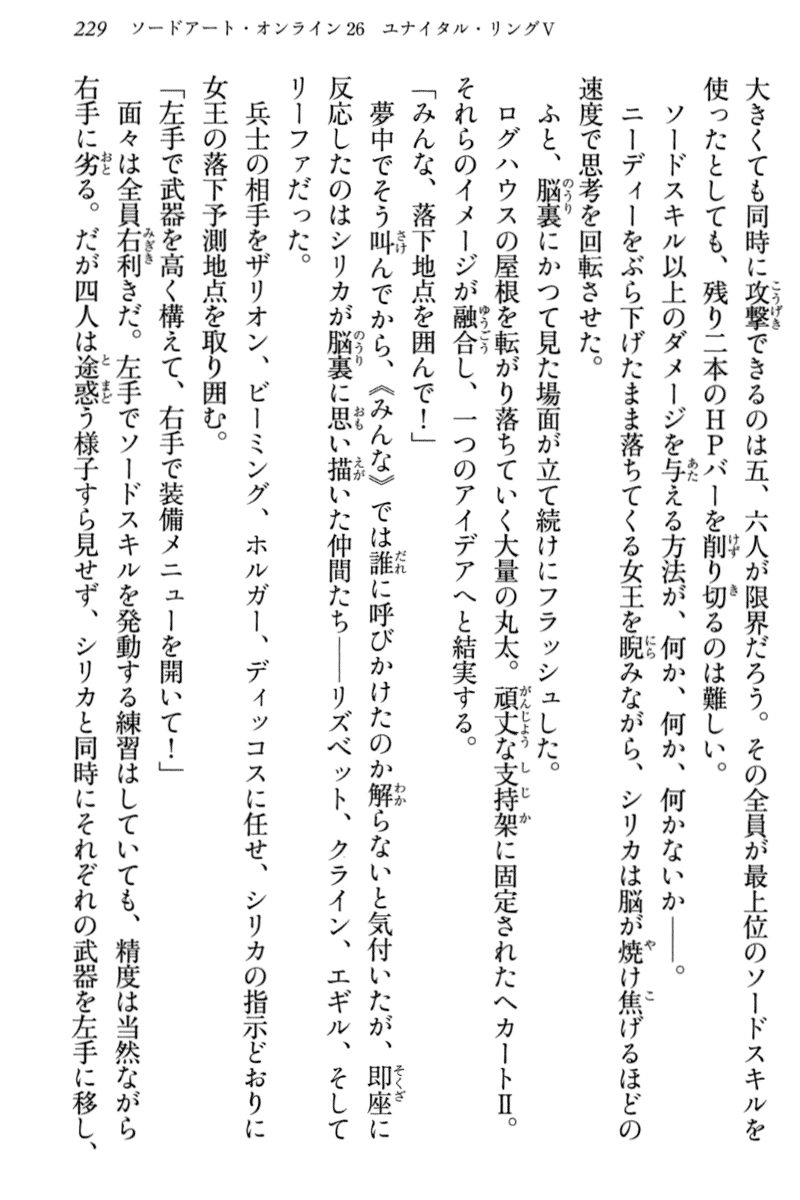 229　ソードアート・オンライン26　ユナイタル・リングⅤ
大きくても同時に攻撃できるのは五、六人が限界だろう。その全員が最上位のソードスキルを
使ったとしても、残り二本のHPバーを削り切るのは難しい。
ソードスキル以上のダメージを与える方法が、何か、何か、何かないか――。
ニーディーをぶら下げたまま落ちてくる女王を睨みながら、シリカは脳が焼け焦げるほどの
速度で思考を回転させた。
ふと、脳裏にかつて見た場面が立て続けにフラッシュした。
ログハウスの屋根を転がり落ちていく大量の丸太。頑丈な支持架に固定されたヘカートⅡ。
それらのイメージが融合し、一つのアイデアへと結実する。
「みんな、落下地点を囲んで！」
夢中でそう叫んでから、《みんな》では誰に呼びかけたのか解らないと気付いたが、即座に
反応したのはシリカが脳裏に思い描いた仲間たち――リズベット、クライン、エギル、そして
リーファだった。
兵士の相手をザリオン、ビーミング、ホルガー、ディッコスに任せ、シリカの指示どおりに
女王の落下予測地点を取り囲む。
「左手で武器を高く構えて、右手で装備メニューを開いて！」
面々は全員右利きだ。左手でソードスキルを発動する練習はしていても、精度は当然ながら
右手に劣る。だが四人は途惑う様子すら見せず、シリカと同時にそれぞれの武器を左手に移し、